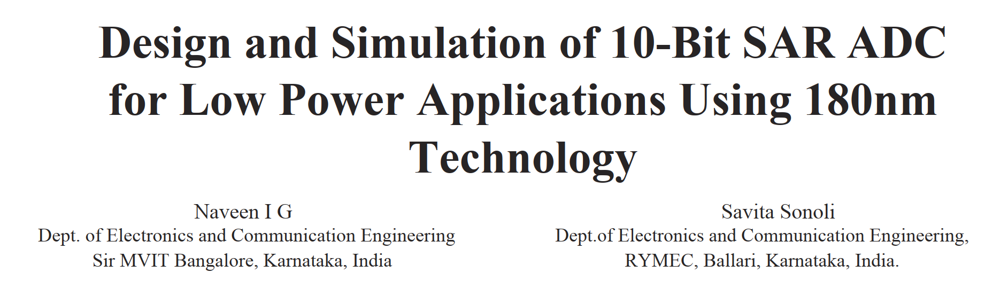 Design and Simulation of 10-Bit SAR ADC
for Low Power Applications Using 180nm
Technology
Naveen I G
Dept. of Electronics and Communication Engineering
Sir MVIT Bangalore, Karnataka, India
Savita Sonoli
Dept.of Electronics and Communication Engineering,
RYMEC, Ballari, Karnataka, India.